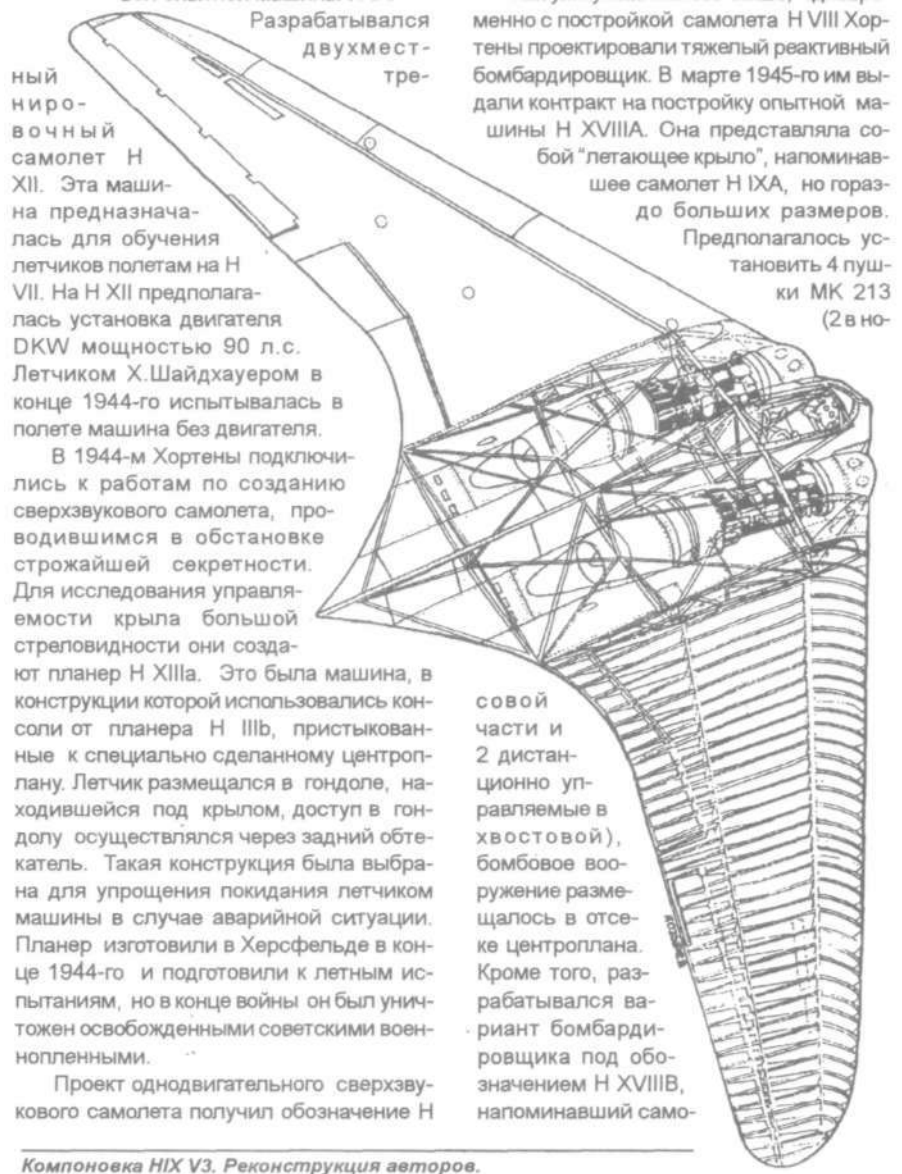 Разрабатывался
двухмест-
ный тре-
ниро-
вочный
самолет Н
XII. Эта маши-
на предназнача-
лась для обучения
летчиков полетам на Н
VII. На Н XII предполага-
лась установка двигателя
DKW мощностью 90 л.с.
Летчиком Х.Шайдхауером в
конце 1944-го испытывалась в
полете машина без двигателя.
В 1944-м Хортены подключи-
лись к работам по созданию
сверхзвукового самолета, про-
водившимся в обстановке
строжайшей секретности.
Для исследования управля-
емости крыла большой
стреловидности они созда-
ют планер Н XIIIa. Это была машина, в
конструкции которой использовались кон-
соли от планера Н IIIb, пристыкован-
ные к специально сделанному центроп-
лану. Летчик размещался в гондоле, на-
ходившейся под крылом, доступ в гон-
долу осуществлялся через задний обте-
катель. Такая конструкция была выбра-
на для упрощения покидания летчиком
машины в случае аварийной ситуации.
Планер изготовили в Херсфельде в кон-
це 1944-го и подготовили к летным ис-
пытаниям, но в конце войны он был унич-
тожен освобожденными советскими воен-
нопленными.
Проект однодвигательного сверхзву-
кового самолета получил обозначение Н
менно с постройкой самолета Н VIII Хор-
тены проектировали тяжелый реактивный
бомбардировщик. В марте 1945-го им вы-
дали контракт на постройку опытной ма-
шины Н XVIIIA. Она представляла со-
бой "летающее крыло", напоминав-
шее самолет Н IXA, но гораз-
до больших размеров.
Предполагалось ус-
тановить 4 пуш-
ки МК 213
(2 в но-
совой
части и
2 дистан-
ционно уп-
равляемые в
хвостовой),
бомбовое воо-
ружение разме-
щалось в отсе-
ке центроплана.
Кроме того, раз-
рабатывался ва-
риант бомбарди-
ровщика под обо-
значением Н XVIIIB,
напоминавший само-
Компоновка HIX V3. Реконструкция авторов.